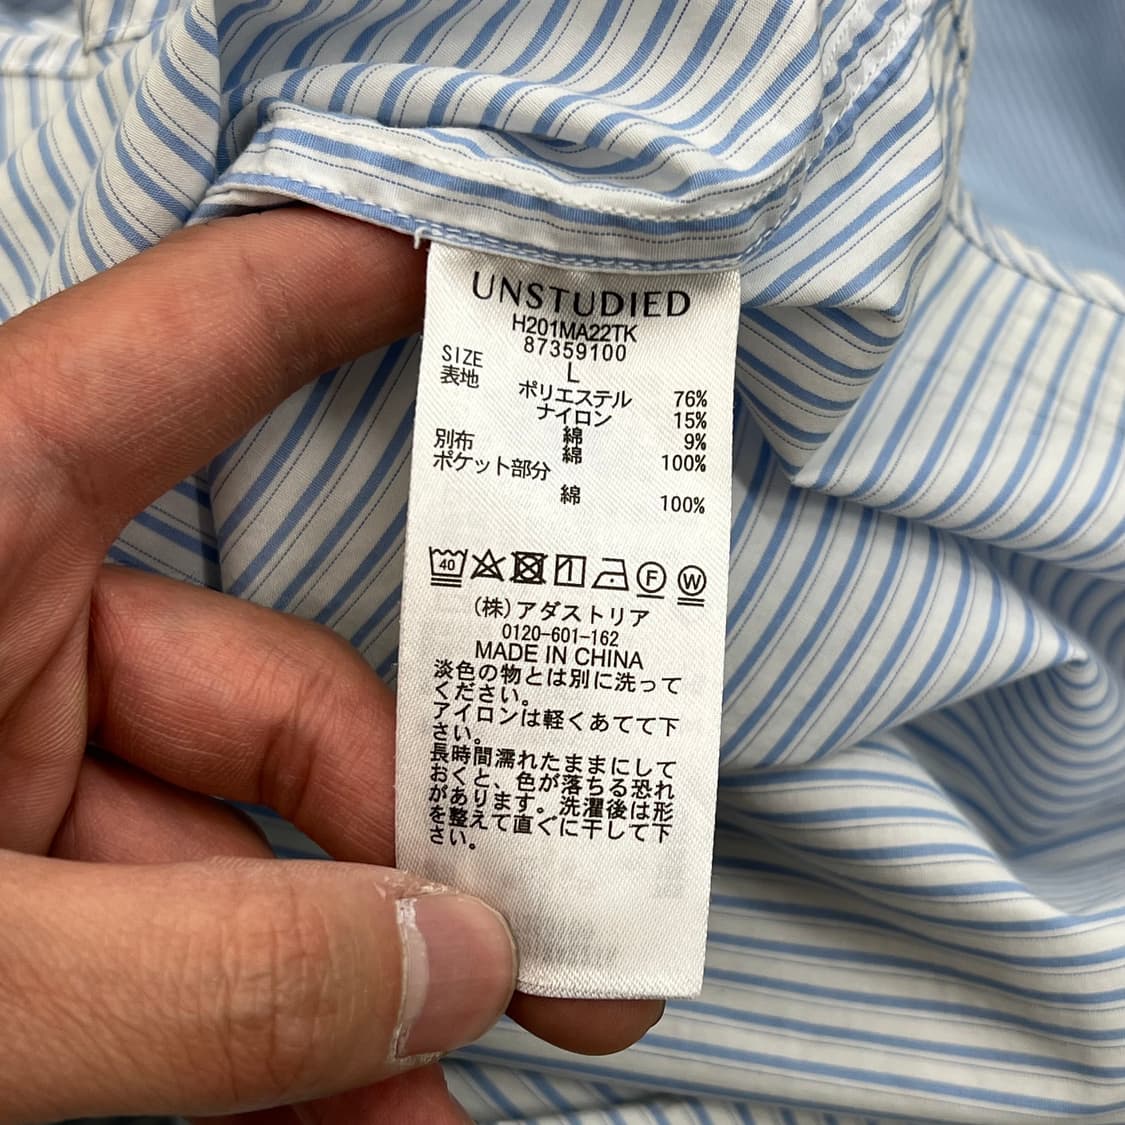 UNSTUDIED
H201MA22TK
87359100
SIZE L
表地 ポリエステル 76%
ナイロン 15%
綿 9%
別布 綿 100%
ポケット部分
綿 100%
40 F W
(株)アダストリア
0120-601-162
MADE IN CHINA
淡色の物とは別に洗って
ください。
アイロンは軽くあてて下
さい。
長時間濡れたままにして
おくと、色が落ちる恐れ
があります。洗濯後は形
を整えて直ぐに干して下
さい。